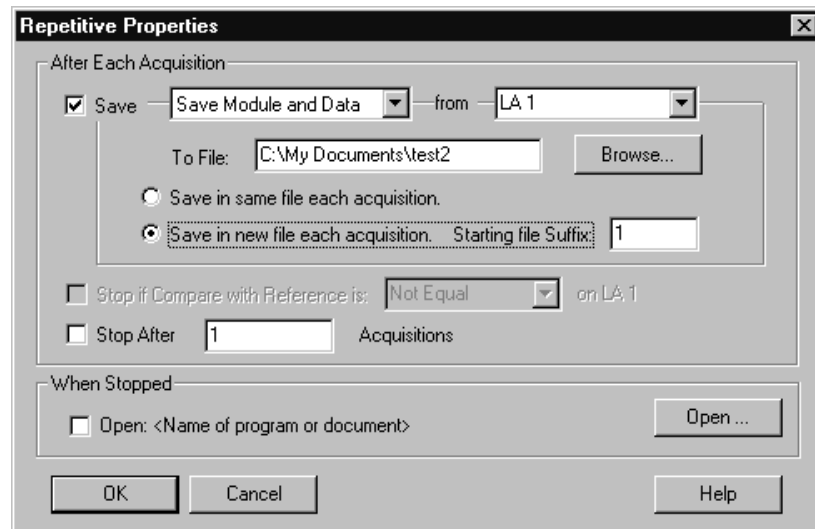 Repetitive Properties
After Each Acquisition
Save Save Module and Data from LA 1
To File: C:\My Documents\test2 Browse...
Save in same file each acquisition.
Save in new file each acquisition. Starting file Suffix: 1
Stop if Compare with Reference is: Not Equal on LA 1
Stop After 1 Acquisitions
When Stopped
Open: <Name of program or document> Open ...
OK Cancel Help